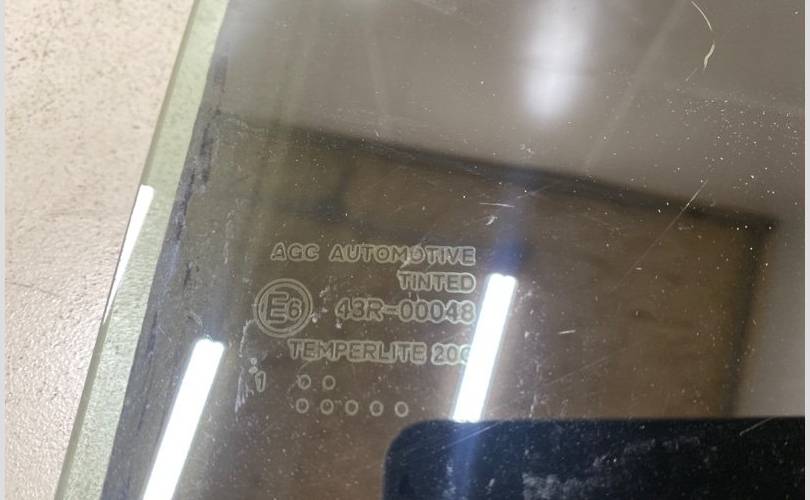 AGC AUTOMOTIVE
TINTED
E6 43R-00048
TEMPERLITE
1